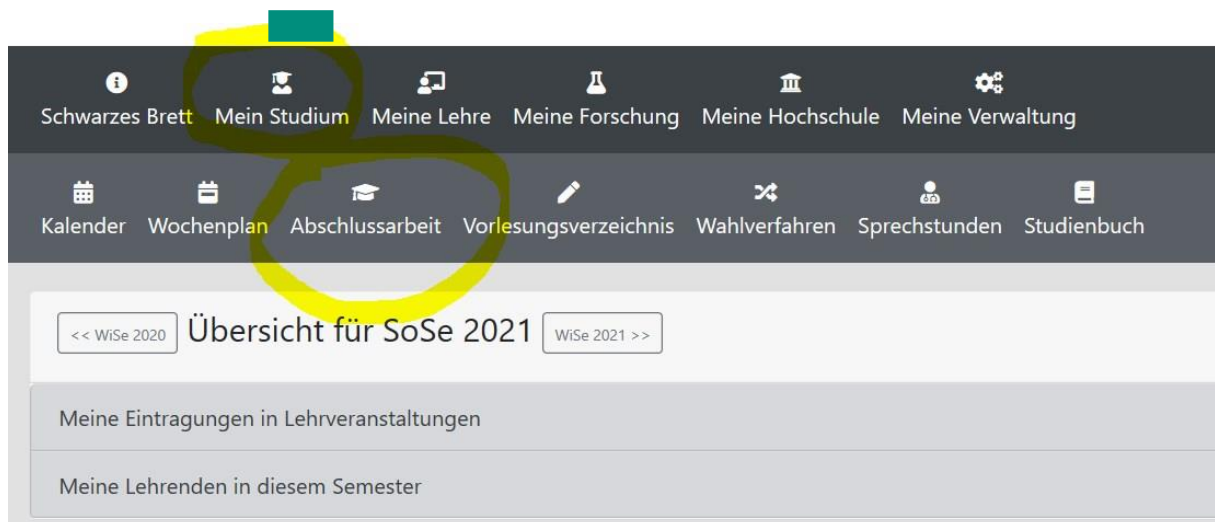 Schwarzes Brett Mein Studium Meine Lehre Meine Forschung Meine Hochschule Meine Verwaltung
Kalender Wochenplan Abschlussarbeit Vorlesungsverzeichnis Wahlverfahren Sprechstunden Studienbuch
<< WiSe 2020 Übersicht für SoSe 2021 WiSe 2021 >>
Meine Eintragungen in Lehrveranstaltungen
Meine Lehrenden in diesem Semester